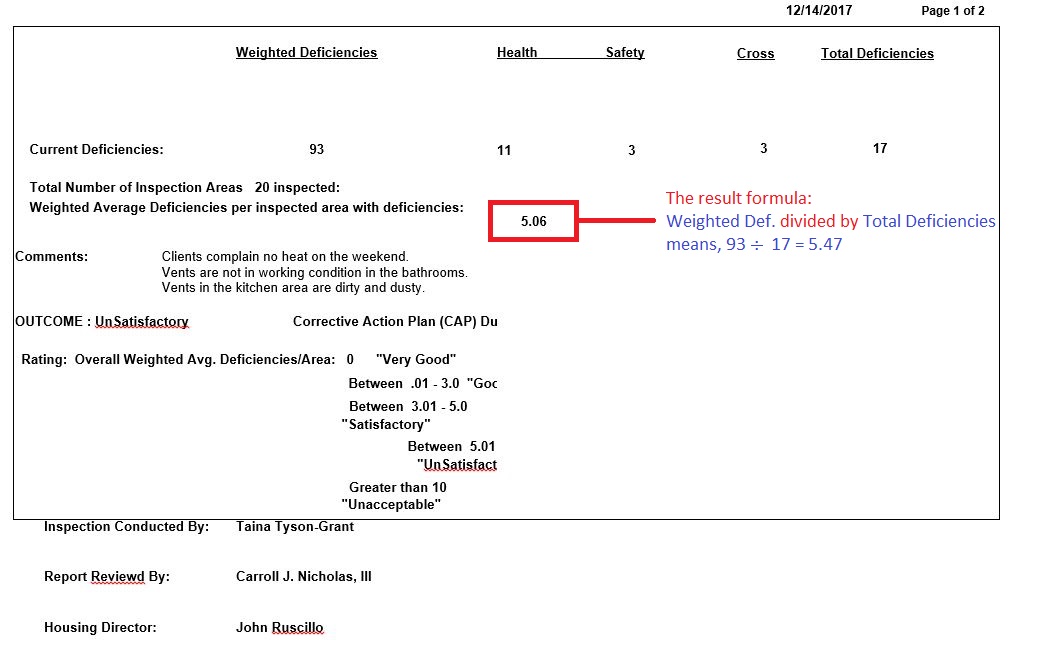 12/14/2017 Page 1 of 2
Weighted Deficiencies Health Safety Cross Total Deficiencies
Current Deficiencies: 93 11 3 3 17
Total Number of Inspection Areas 20 inspected:
Weighted Average Deficiencies per inspected area with deficiencies:
5.06
The result formula:
Weighted Def. divided by Total Deficiencies
means, 93 ÷ 17 = 5.47
Comments: Clients complain no heat on the weekend.
Vents are not in working condition in the bathrooms.
Vents in the kitchen area are dirty and dusty.
OUTCOME : UnSatisfactory Corrective Action Plan (CAP) Du
Rating: Overall Weighted Avg. Deficiencies/Area: 0 "Very Good"
Between .01 - 3.0 "Goo
Between 3.01 - 5.0
"Satisfactory"
Between 5.01
"UnSatisfact
Greater than 10
"Unacceptable"
Inspection Conducted By: Taina Tyson-Grant
Report Reviewd By: Carroll J. Nicholas, III
Housing Director: John Ruscillo